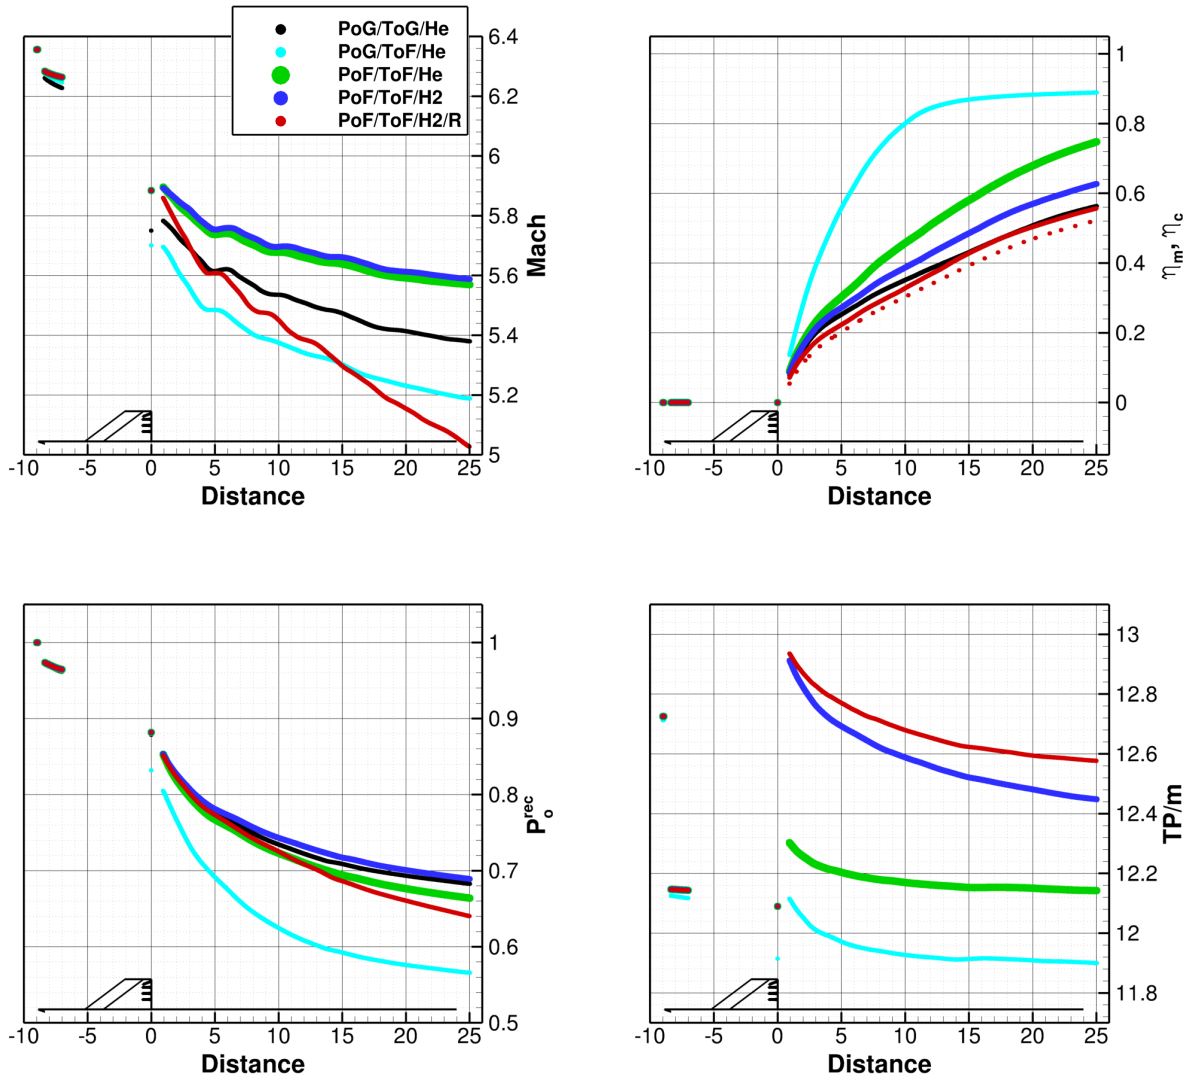 PoG/ToG/He
PoG/ToF/He
PoF/ToF/He
PoF/ToF/H2
PoF/ToF/H2/R
6.4
6.2
6
5.8
5.6
5.4
5.2
5
Mach
-10 -5 0 5 10 15 20 25
Distance
1
0.8
0.6
0.4
0.2
0
ηm, ηc
-10 -5 0 5 10 15 20 25
Distance
1
0.9
0.8
0.7
0.6
0.5
Porec
-10 -5 0 5 10 15 20 25
Distance
13
12.8
12.6
12.4
12.2
12
11.8
TP/m
-10 -5 0 5 10 15 20 25
Distance